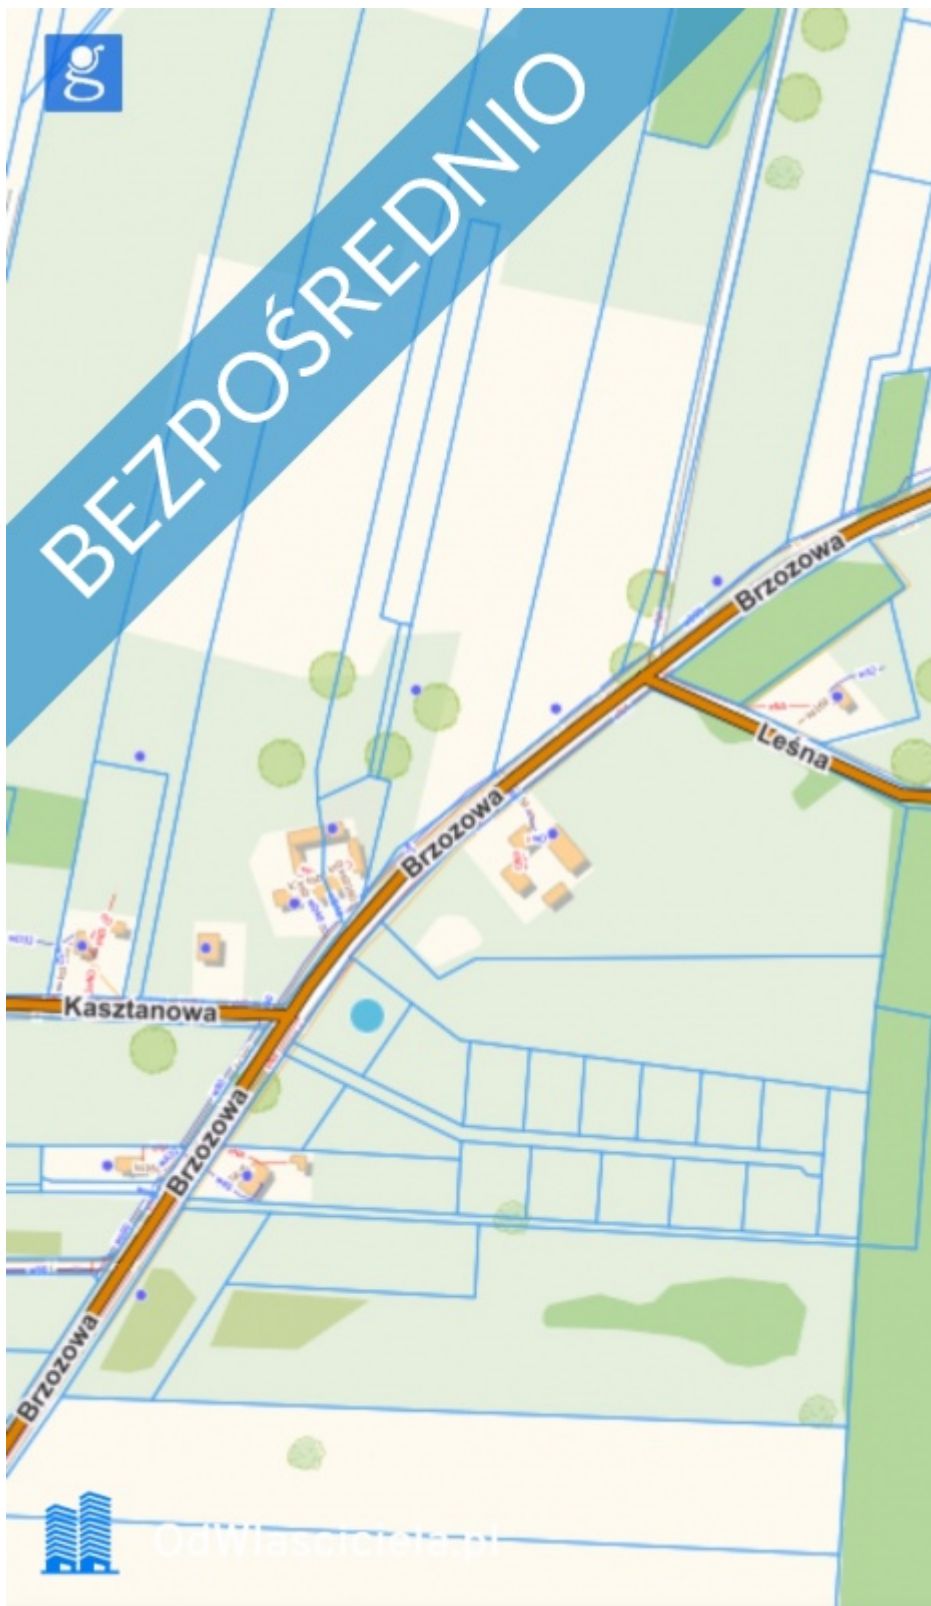 g
BEZPOŚREDNIO
Brzozowa
Leśna
Brzozowa
Kasztanowa
Brzozowa
Brzozowa
OdWlasciciela.pl